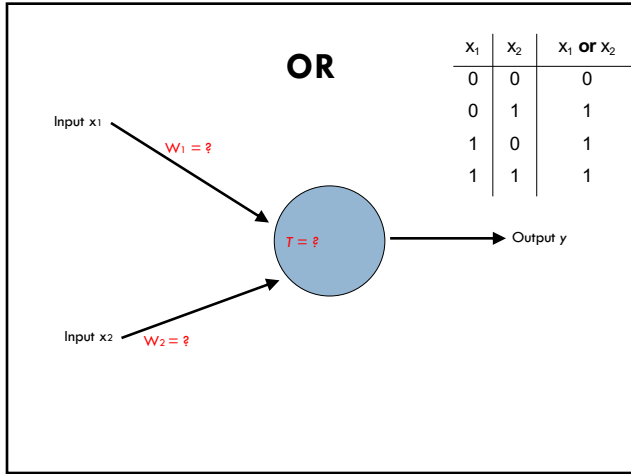 OR
x₁ x₂ x₁ or x₂
0 0 0
0 1 1
1 0 1
1 1 1
Input x₁
W₁ = ?
T = ?
Output y
Input x₂
W₂ = ?